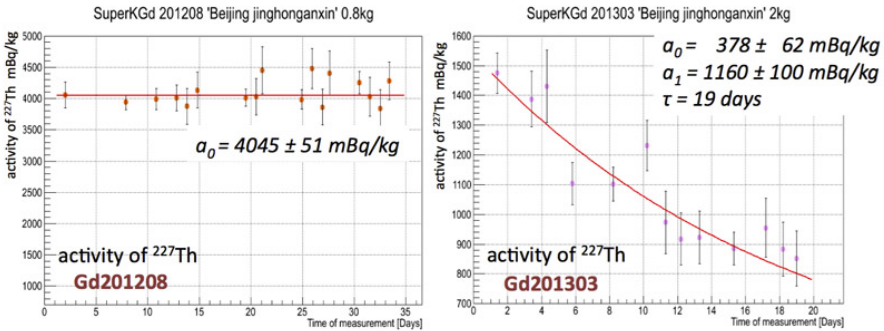 SuperKGd 201208 'Beijing jinghonganxin' 0.8kg
activity of ²²⁷Th mBq/kg
5000
4500
4000
3500
3000
2500
2000
1500
1000
a₀ = 4045 ± 51 mBq/kg
activity of ²²⁷Th
Gd201208
0 5 10 15 20 25 30 35
Time of measurement [Days]
SuperKGd 201303 'Beijing jinghonganxin' 2kg
activity of ²²⁷Th mBq/kg
1600
1500
1400
1300
1200
1100
1000
900
800
700
a₀ = 378 ± 62 mBq/kg
a₁ = 1160 ± 100 mBq/kg
τ = 19 days
activity of ²²⁷Th
Gd201303
0 2 4 6 8 10 12 14 16 18 20
Time of measurement [Days]